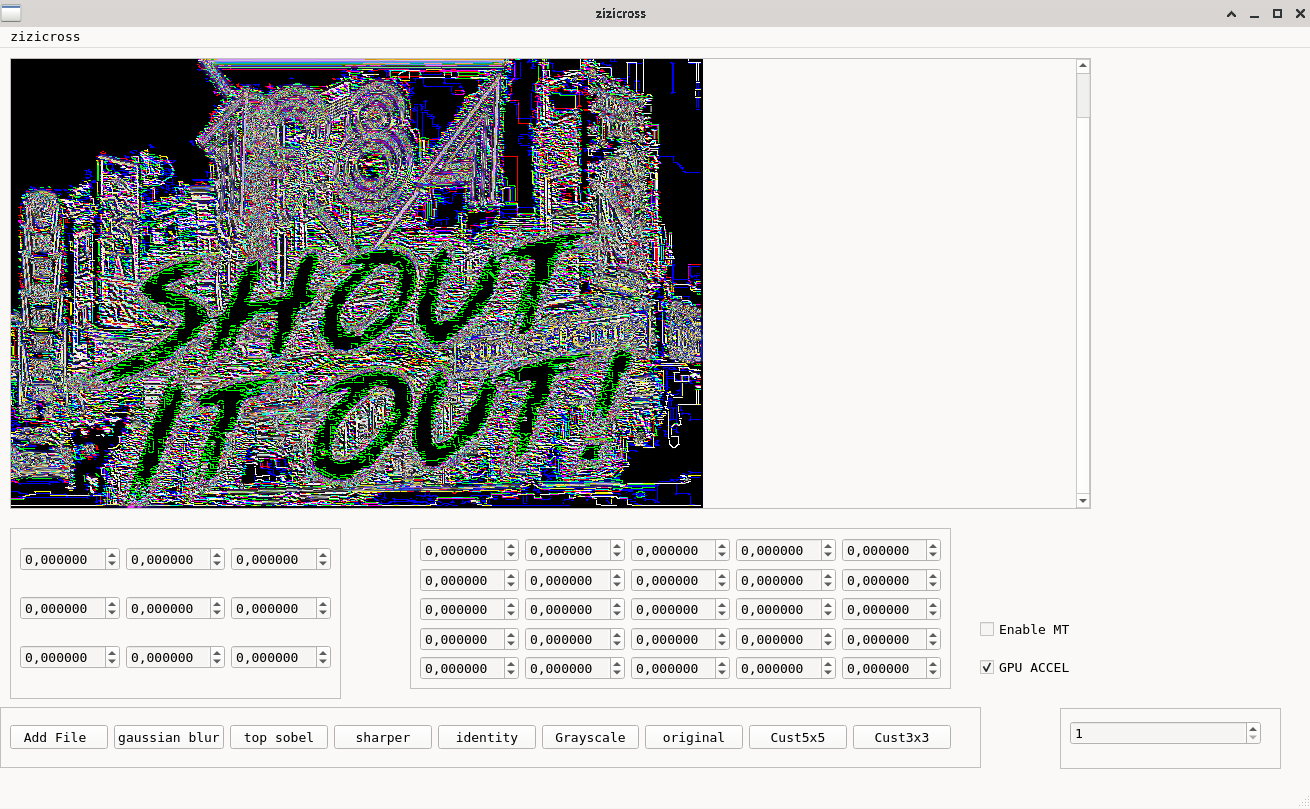 zizicross
zizicross
SHOUT
IT OUT!
0,000000 0,000000 0,000000
0,000000 0,000000 0,000000
0,000000 0,000000 0,000000
0,000000 0,000000 0,000000 0,000000 0,000000
0,000000 0,000000 0,000000 0,000000 0,000000
0,000000 0,000000 0,000000 0,000000 0,000000
0,000000 0,000000 0,000000 0,000000 0,000000
0,000000 0,000000 0,000000 0,000000 0,000000
Enable MT
GPU ACCEL
Add File gaussian blur top sobel sharper identity Grayscale original Cust5x5 Cust3x3
1